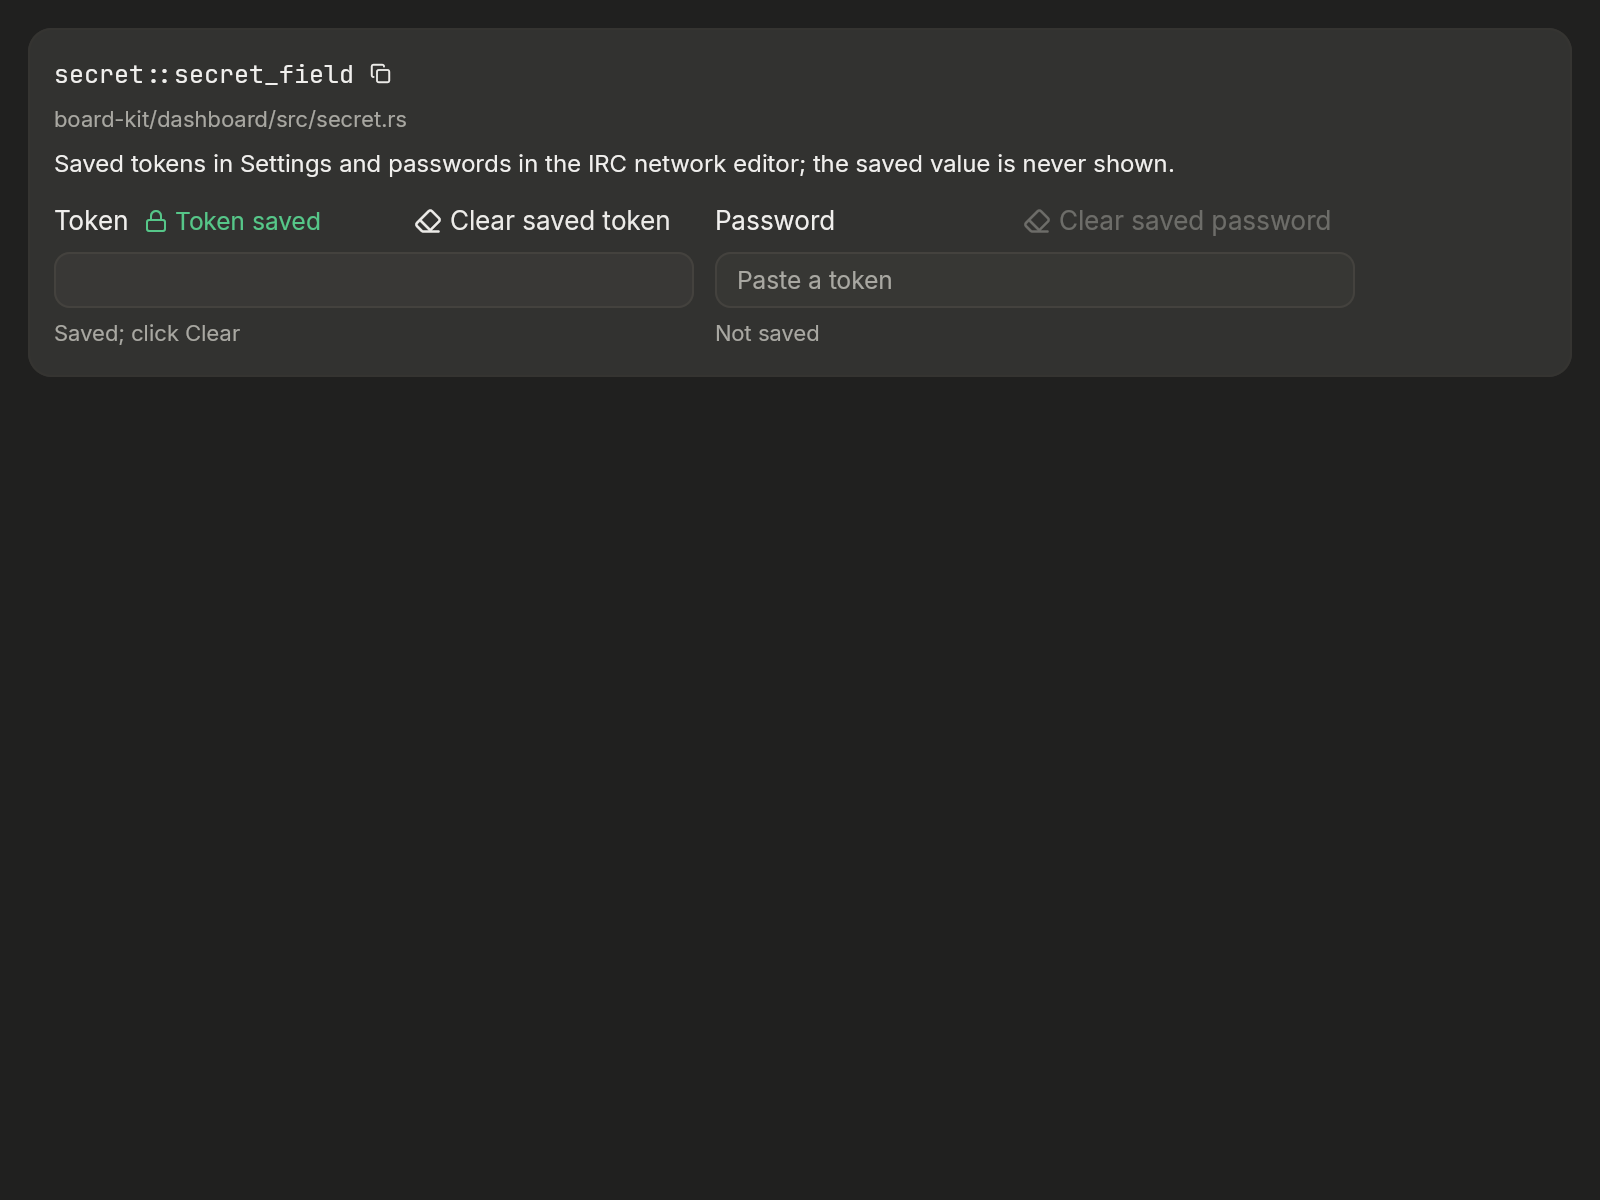 secret::secret_field
board-kit/dashboard/src/secret.rs
Saved tokens in Settings and passwords in the IRC network editor; the saved value is never shown.
Token Token saved Clear saved token Password Clear saved password
Paste a token
Saved; click Clear Not saved